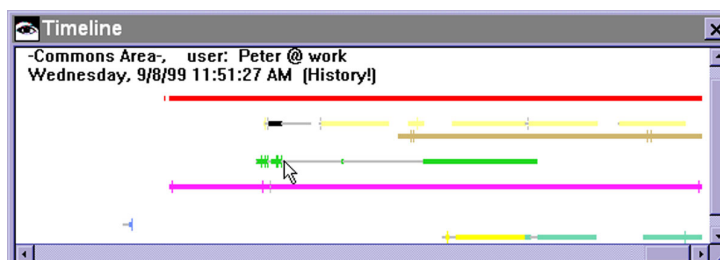 Timeline
-Commons Area-, user: Peter @ work
Wednesday, 9/8/99 11:51:27 AM (History!)